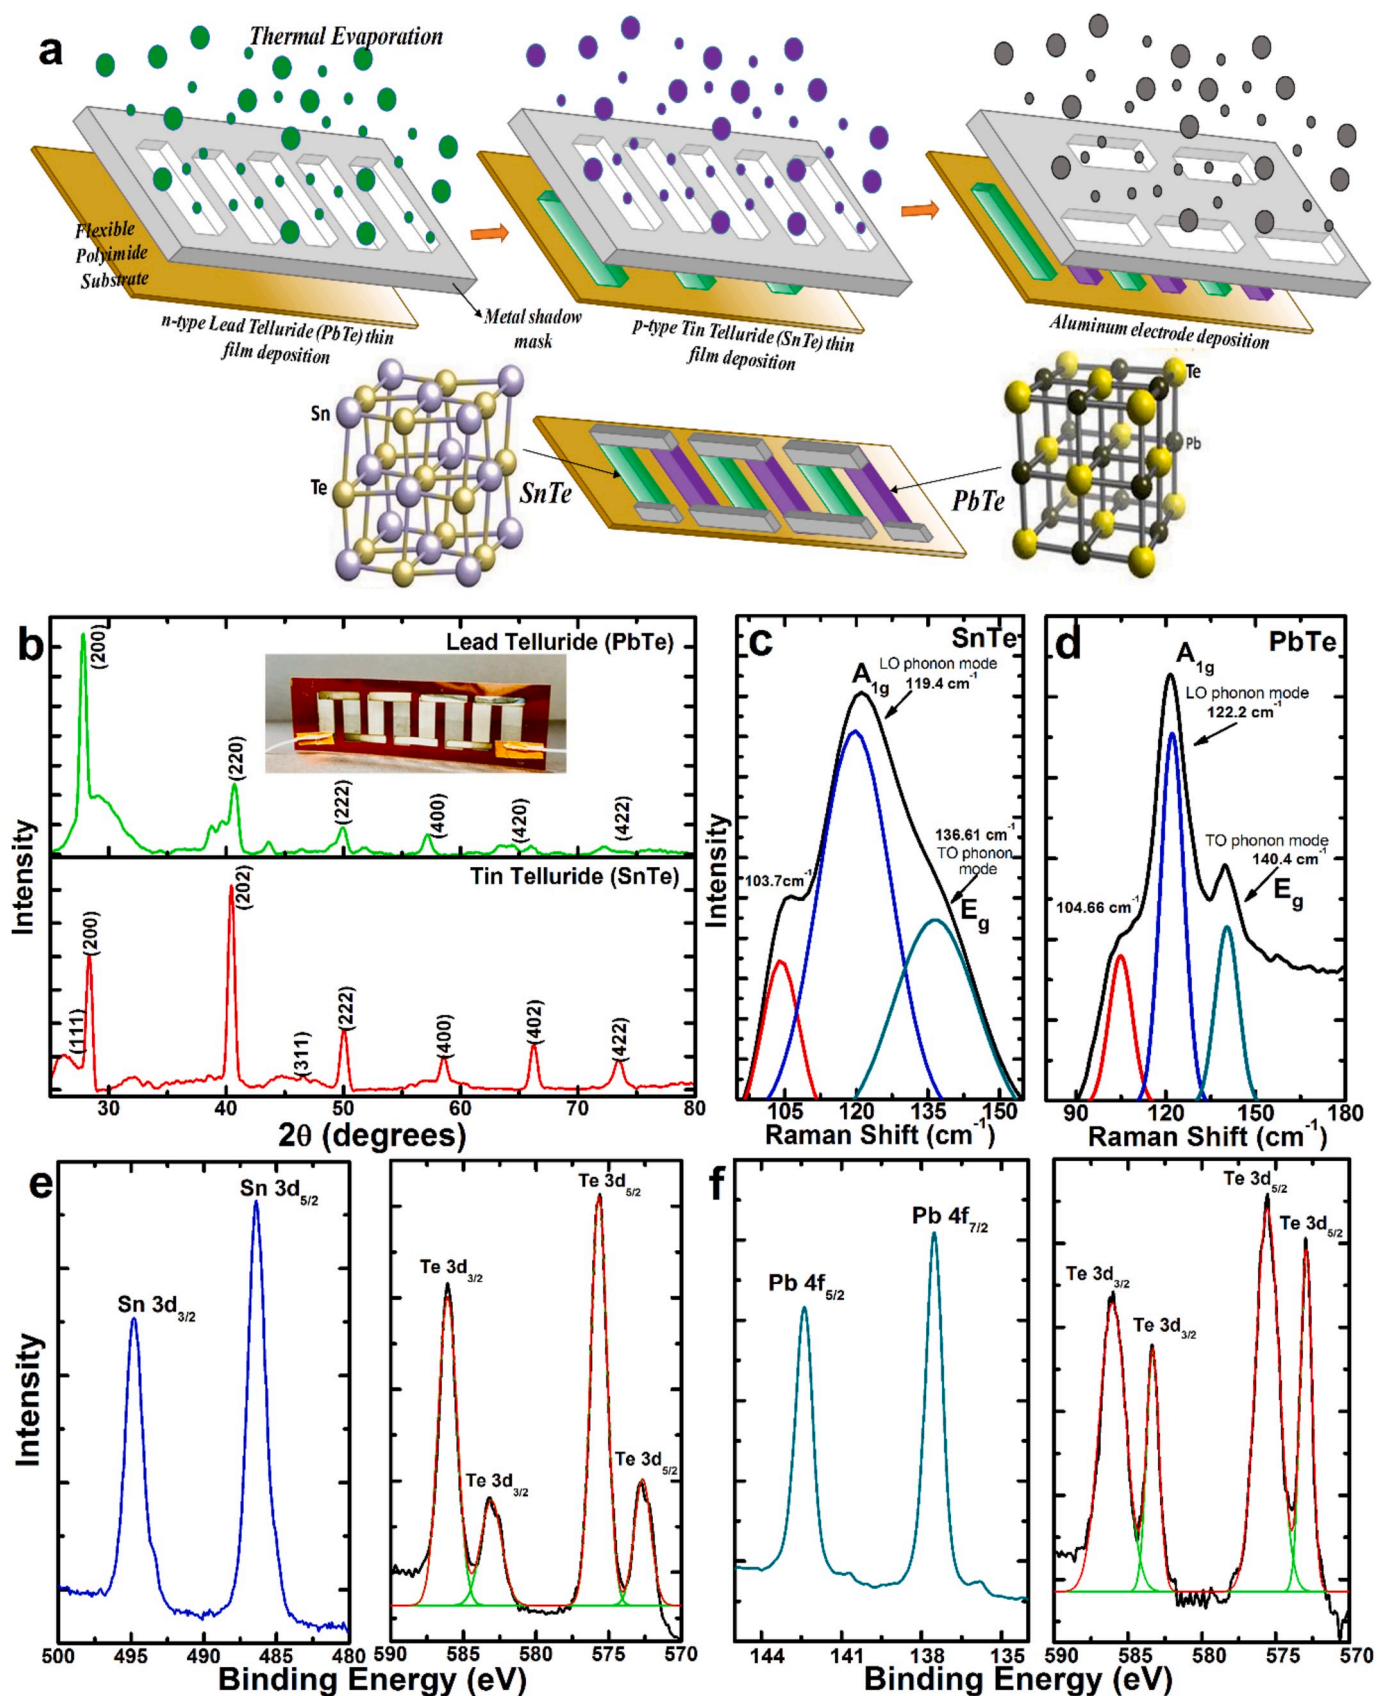 a
Thermal Evaporation
Flexible
Polyimide
Substrate
n-type Lead Telluride (PbTe) thin
film deposition
Metal shadow
mask
p-type Tin Telluride (SnTe) thin
film deposition
Aluminum electrode deposition
Sn
Te
SnTe
PbTe
Te
Pb
b
Lead Telluride (PbTe)
(200)
(220)
(222)
(400)
(420)
(422)
Tin Telluride (SnTe)
(111)
(200)
(202)
(311)
(222)
(400)
(402)
(422)
Intensity
30 40 50 60 70 80
2θ (degrees)
c
SnTe
A1g
LO phonon mode
119.4 cm-1
103.7cm-1
136.61 cm-1
TO phonon
mode
Eg
Intensity
105 120 135 150
Raman Shift (cm-1)
d
PbTe
A1g
LO phonon mode
122.2 cm-1
TO phonon mode
140.4 cm-1
Eg
104.66 cm-1
90 120 150 180
Raman Shift (cm-1)
e
Sn 3d5/2
Sn 3d3/2
Intensity
500 495 490 485 480
Te 3d5/2
Te 3d3/2
Te 3d3/2
Te 3d5/2
590 585 580 575 570
Binding Energy (eV)
f
Pb 4f7/2
Pb 4f5/2
144 141 138 135
Te 3d5/2
Te 3d5/2
Te 3d3/2
Te 3d3/2
590 585 580 575 570
Binding Energy (eV)